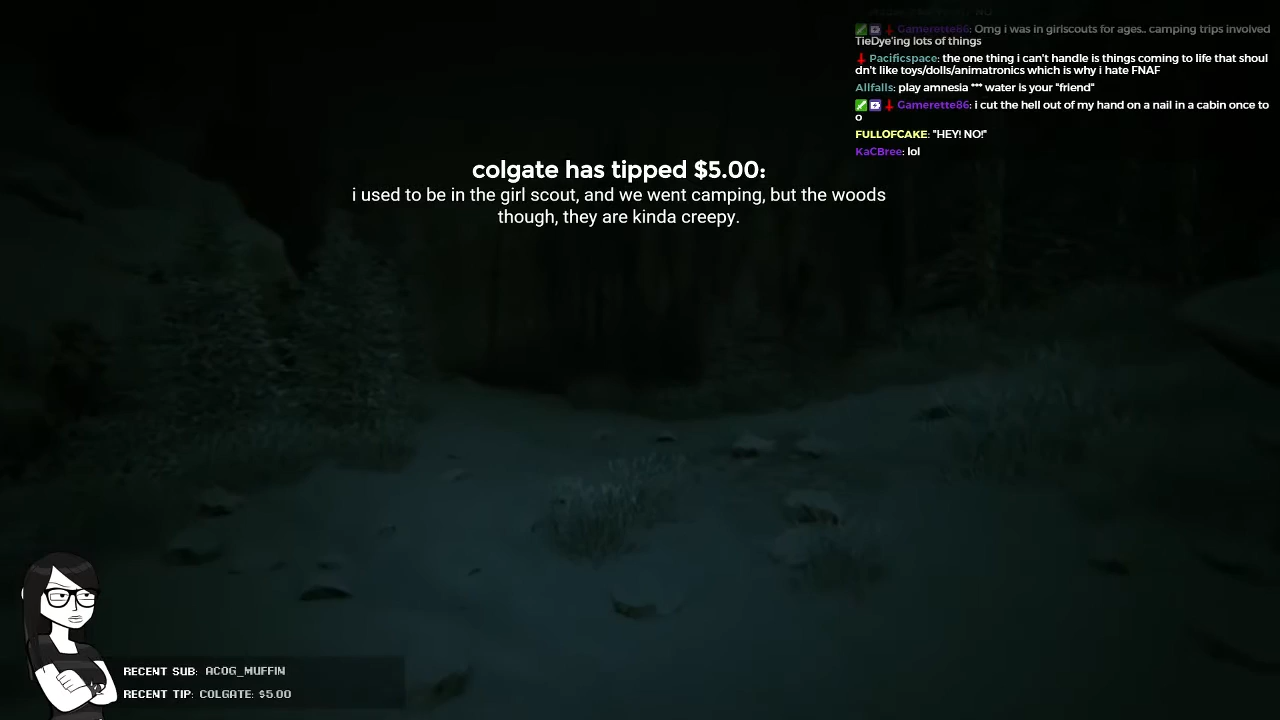 Gamerette86: Omg i was in girlscouts for ages.. camping trips involved
TieDye'ing lots of things
Pacificspace: the one thing i can't handle is things coming to life that shoul
dn't like toys/dolls/animatronics which is why i hate FNAF
Allfalls: play amnesia *** water is your "friend"
Gamerette86: i cut the hell out of my hand on a nail in a cabin once to
o
FULLOFCAKE: "HEY! NO!"
KaCBree: lol
colgate has tipped $5.00:
i used to be in the girl scout, and we went camping, but the woods
though, they are kinda creepy.
RECENT SUB: ACOG_MUFFIN
RECENT TIP: COLGATE: $5.00